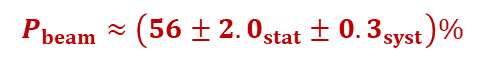 P_beam ≈ (56 ± 2.0_stat ± 0.3_syst)%